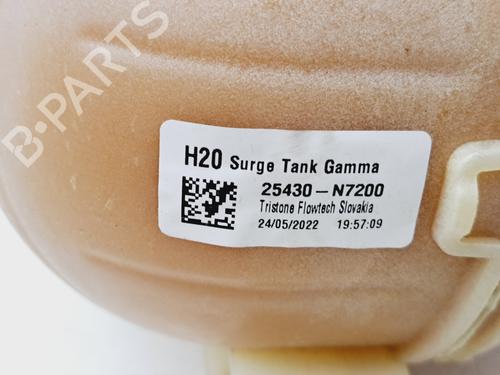 B-PARTS
H20 Surge Tank Gamma
25430-N7200
Tristone Flowtech Slovakia
24/05/2022 19:57:09